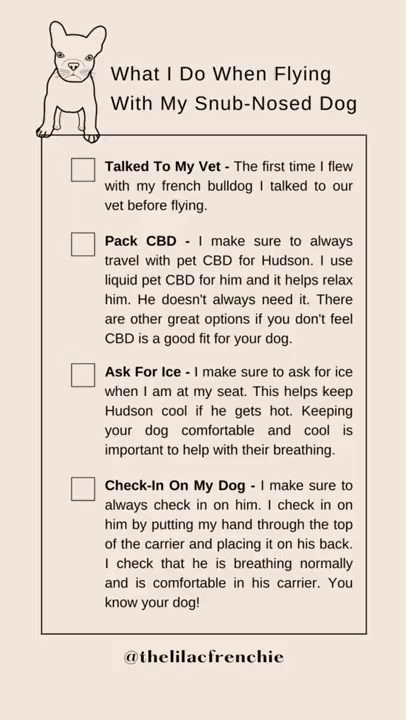 What I Do When Flying
With My Snub-Nosed Dog
Talked To My Vet - The first time I flew
with my french bulldog I talked to our
vet before flying.
Pack CBD - I make sure to always
travel with pet CBD for Hudson. I use
liquid pet CBD for him and it helps relax
him. He doesn't always need it. There
are other great options if you don't feel
CBD is a good fit for your dog.
Ask For Ice - I make sure to ask for ice
when I am at my seat. This helps keep
Hudson cool if he gets hot. Keeping
your dog comfortable and cool is
important to help with their breathing.
Check-In On My Dog - I make sure to
always check in on him. I check in on
him by putting my hand through the top
of the carrier and placing it on his back.
I check that he is breathing normally
and is comfortable in his carrier. You
know your dog!
@thelilacfrenchie